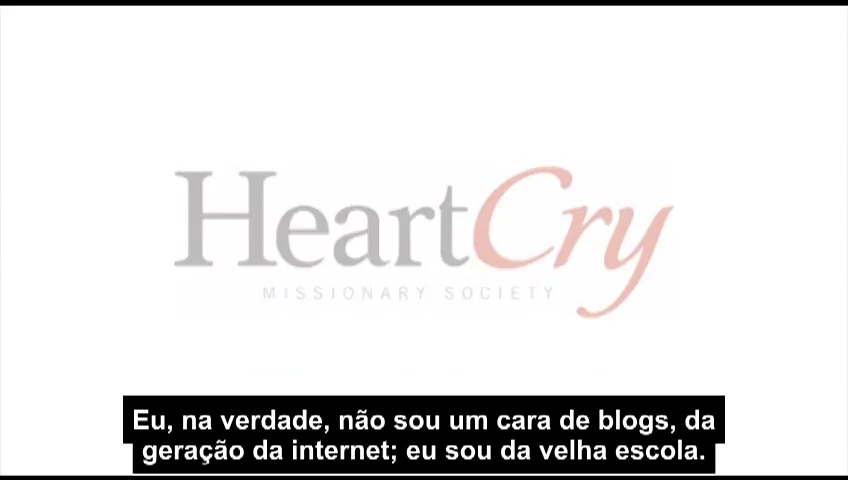 HeartCry
MISSIONARY SOCIETY
Eu, na verdade, não sou um cara de blogs, da
geração da internet; eu sou da velha escola.